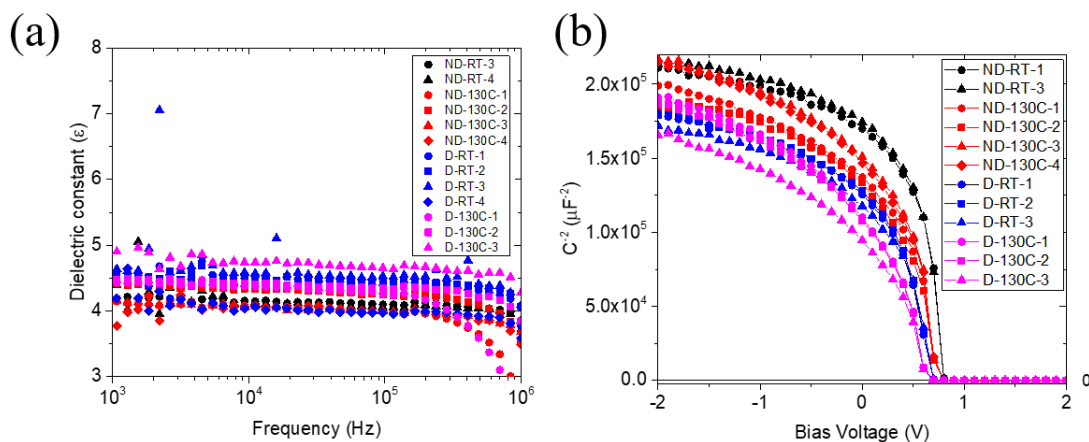 (a)
8
7
6
5
4
3
Dielectric constant (ε)
10³
10⁴
10⁵
10⁶
Frequency (Hz)
ND-RT-3
ND-RT-4
ND-130C-1
ND-130C-2
ND-130C-3
ND-130C-4
D-RT-1
D-RT-2
D-RT-3
D-RT-4
D-130C-1
D-130C-2
D-130C-3
(b)
2.0x10⁵
1.5x10⁵
1.0x10⁵
5.0x10⁴
0.0
C⁻² (μF⁻²)
-2
-1
0
1
2
Bias Voltage (V)
ND-RT-1
ND-RT-3
ND-130C-1
ND-130C-2
ND-130C-3
ND-130C-4
D-RT-1
D-RT-2
D-RT-3
D-130C-1
D-130C-2
D-130C-3